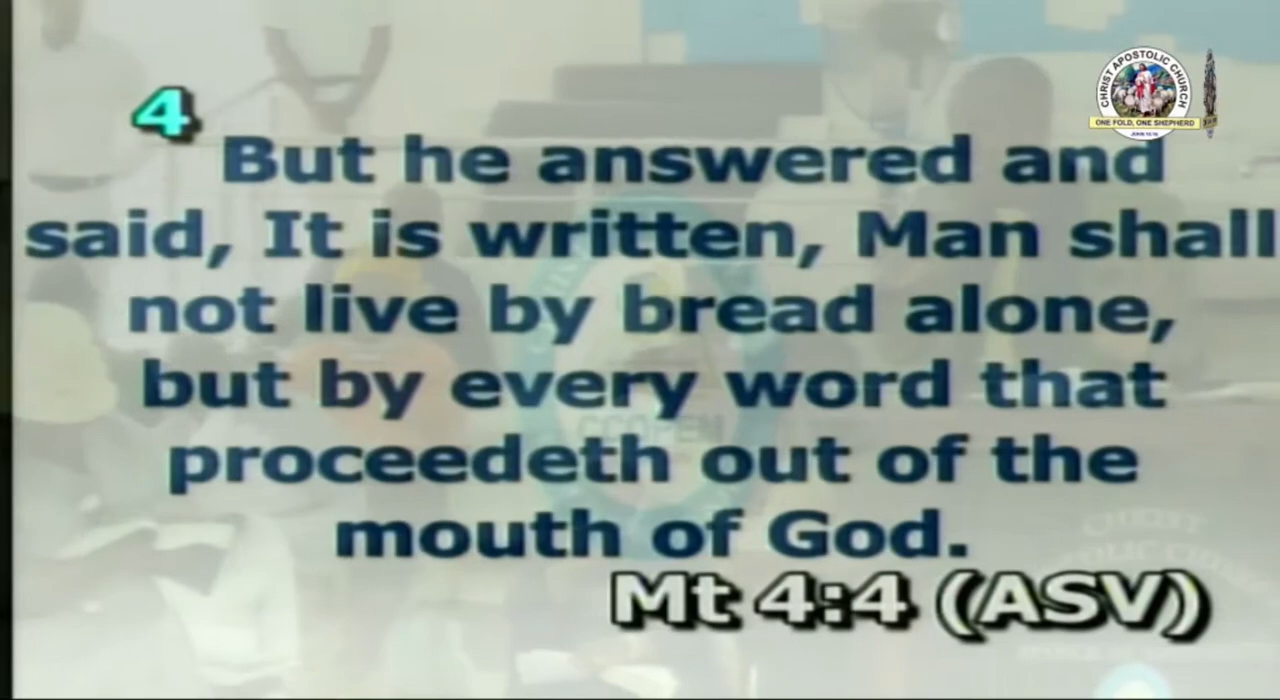 CHRIST APOSTOLIC CHURCH
ONE FOLD, ONE SHEPHERD
4
But he answered and
said, It is written, Man shall
not live by bread alone,
but by every word that
proceedeth out of the
mouth of God.
Mt 4:4 (ASV)
CHRIST